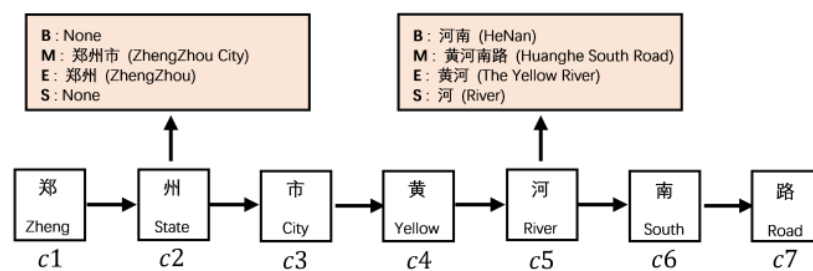 B : None
M : 郑州市 (ZhengZhou City)
E : 郑州 (ZhengZhou)
S : None
B : 河南 (HeNan)
M : 黄河南路 (Huanghe South Road)
E : 黄河 (The Yellow River)
S : 河 (River)
郑 州 市 黄 河 南 路
Zheng State City Yellow River South Road
c1 c2 c3 c4 c5 c6 c7